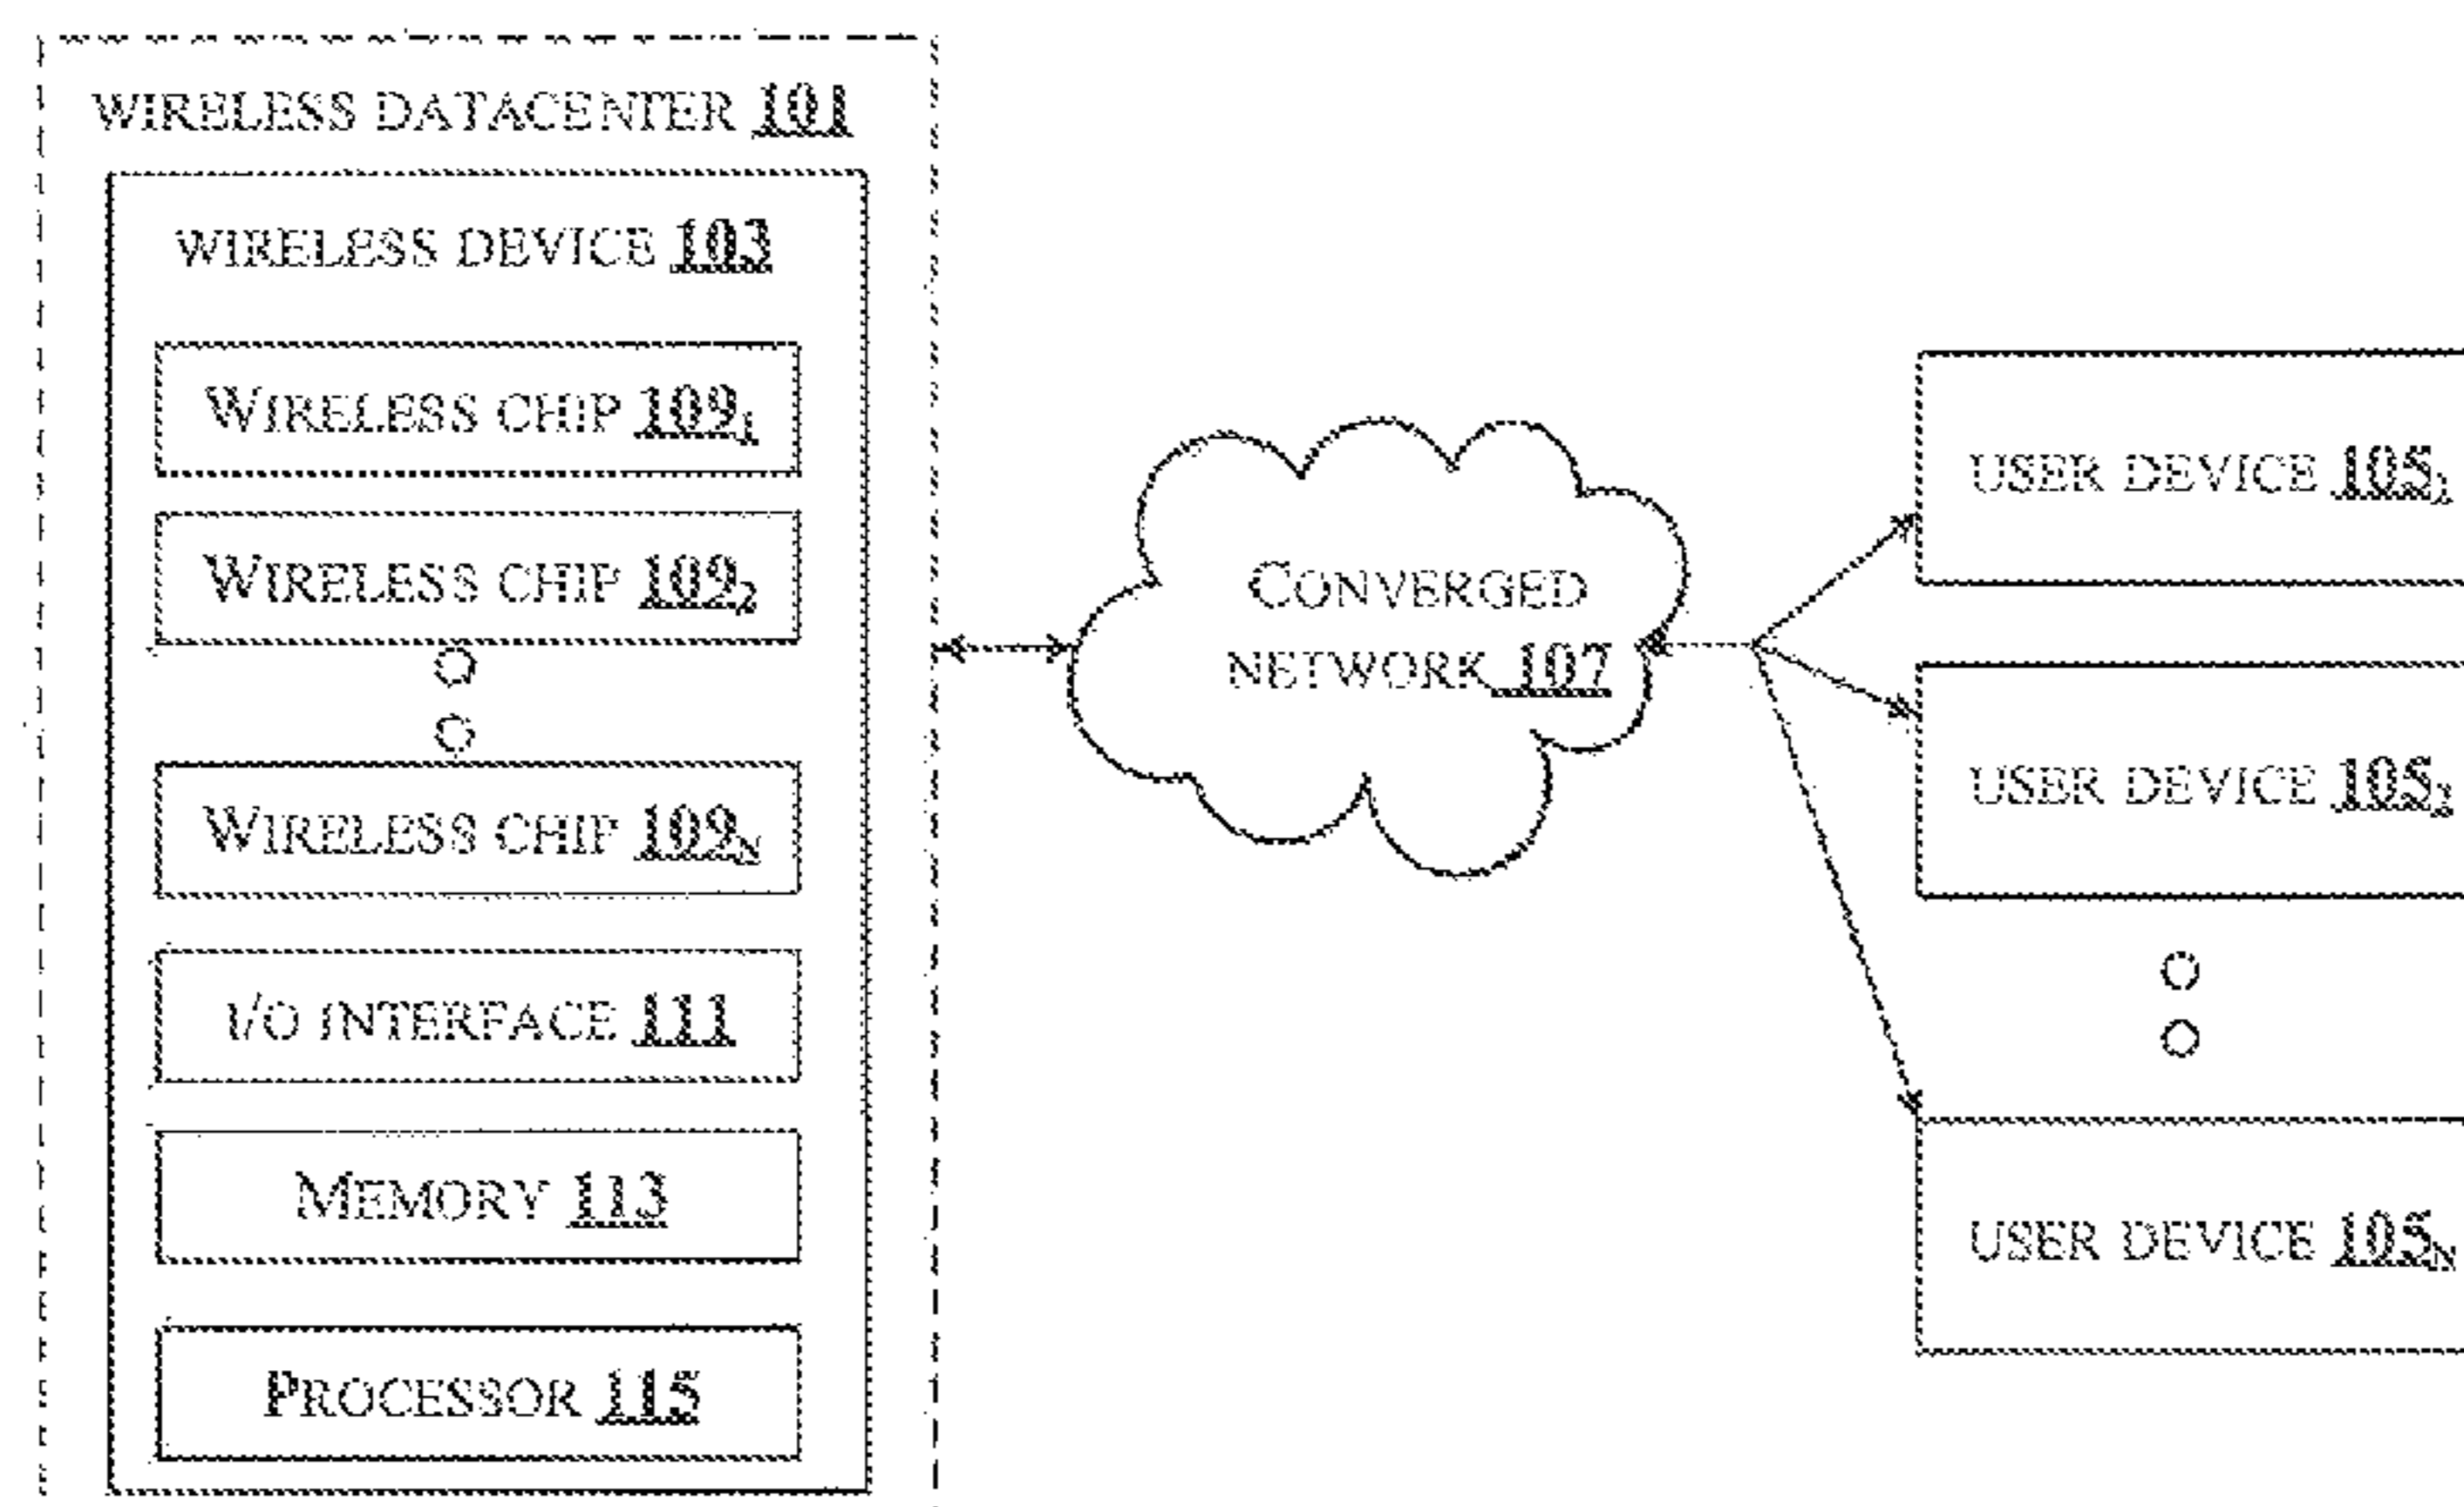 WIRELESS DATACENTER 101
WIRELESS DEVICE 103
WIRELESS CHIP 109₁
WIRELESS CHIP 109₂
WIRELESS CHIP 109ₙ
I/O INTERFACE 111
MEMORY 113
PROCESSOR 115
CONVERGED
NETWORK 107
USER DEVICE 105₁
USER DEVICE 105₂
USER DEVICE 105ₙ